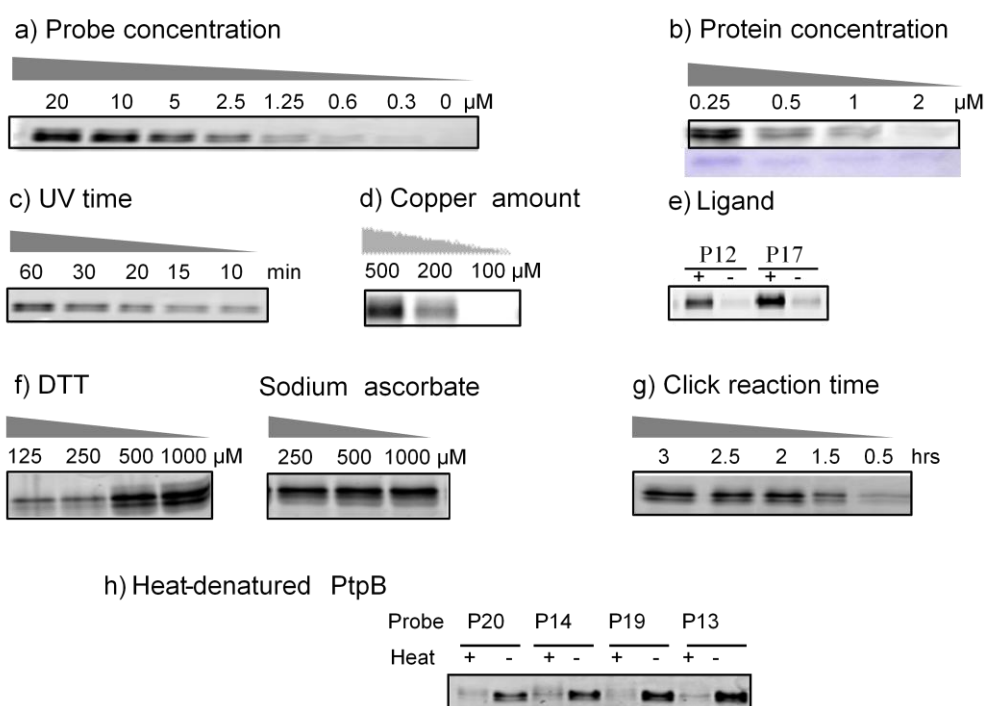 a) Probe concentration
20 10 5 2.5 1.25 0.6 0.3 0 µM
b) Protein concentration
0.25 0.5 1 2 µM
c) UV time
60 30 20 15 10 min
d) Copper amount
500 200 100 µM
e) Ligand
P12 P17
+ - + -
f) DTT
125 250 500 1000 µM
Sodium ascorbate
250 500 1000 µM
g) Click reaction time
3 2.5 2 1.5 0.5 hrs
h) Heat-denatured PtpB
Probe P20 P14 P19 P13
Heat + - + - + - + -